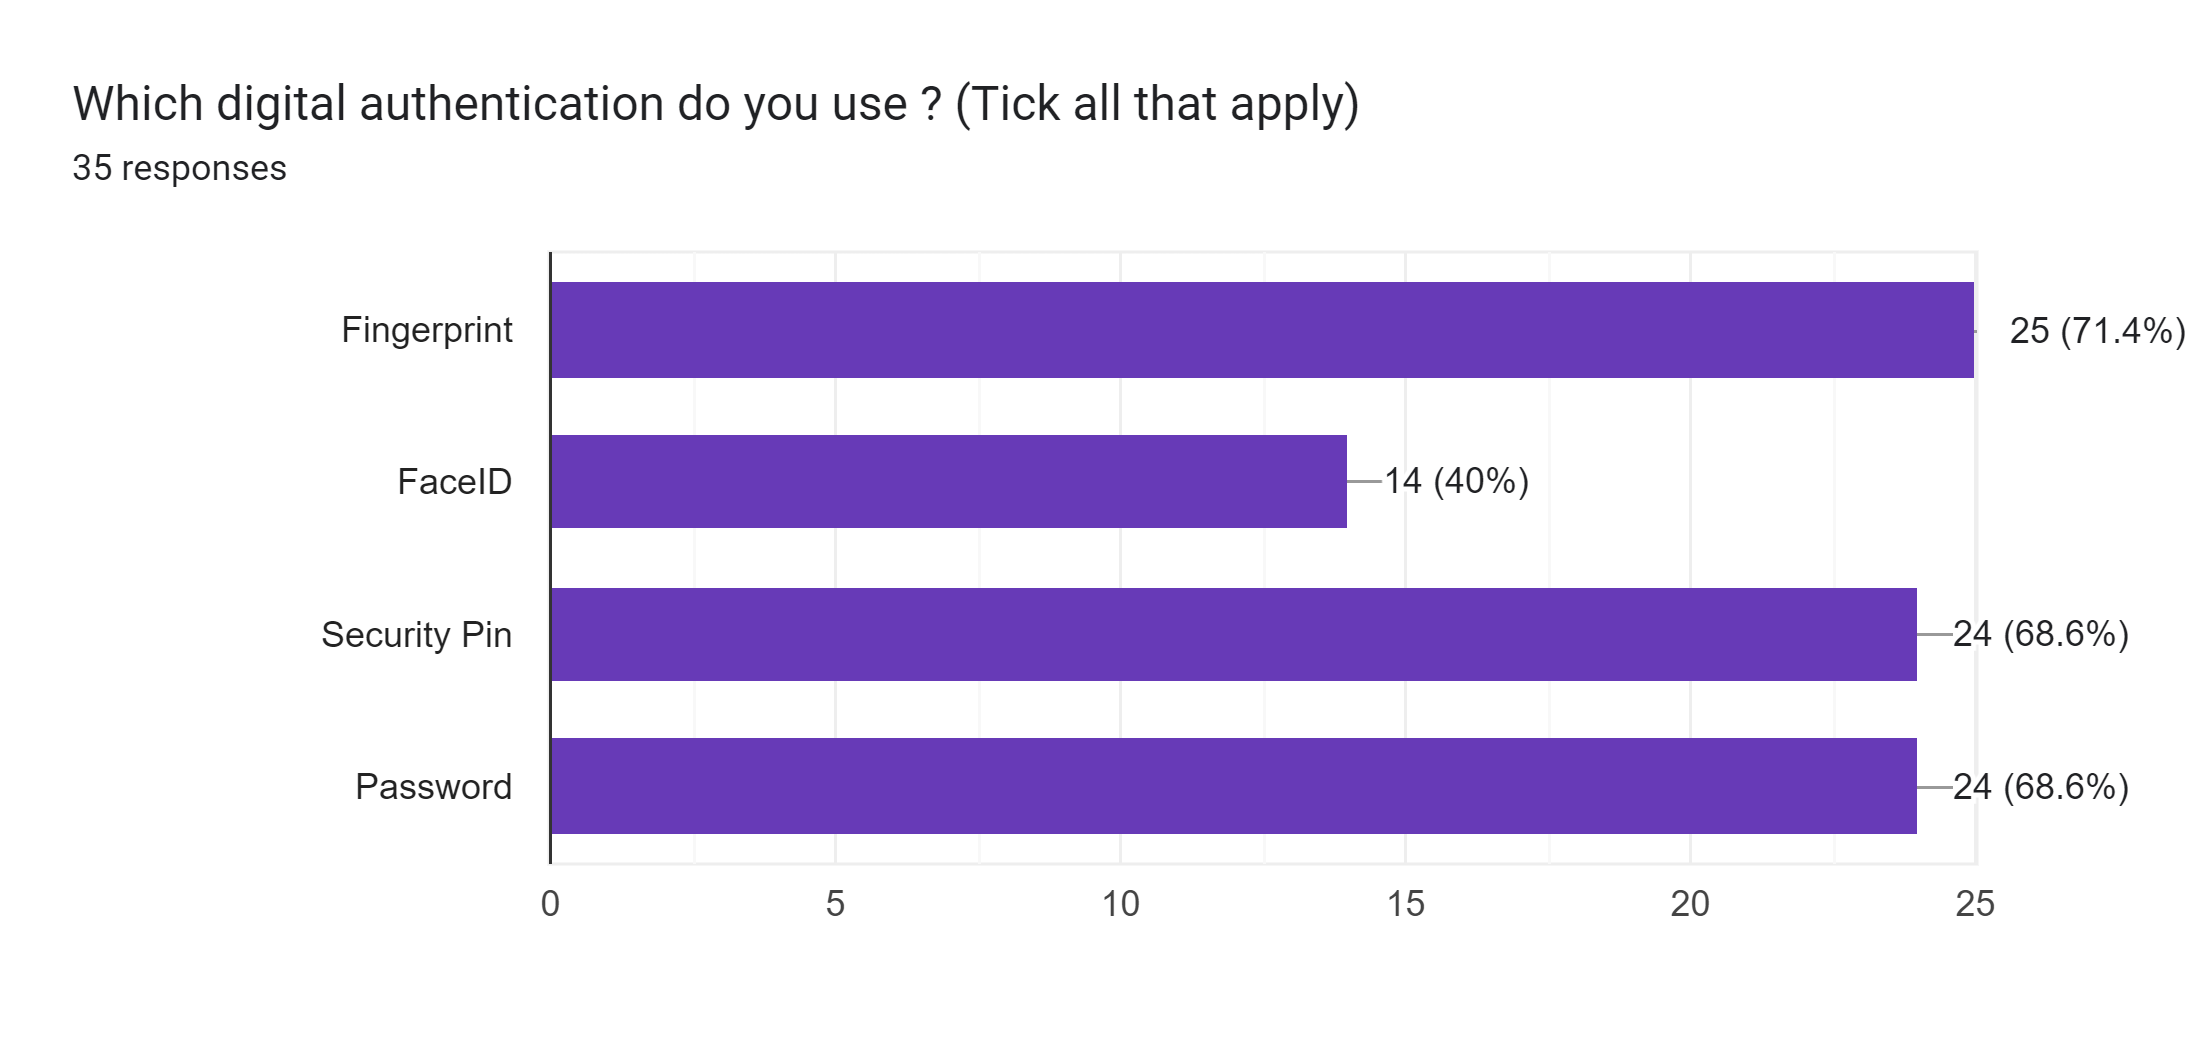 Which digital authentication do you use ? (Tick all that apply)
35 responses
Fingerprint 25 (71.4%)
FaceID 14 (40%)
Security Pin 24 (68.6%)
Password 24 (68.6%)
0 5 10 15 20 25